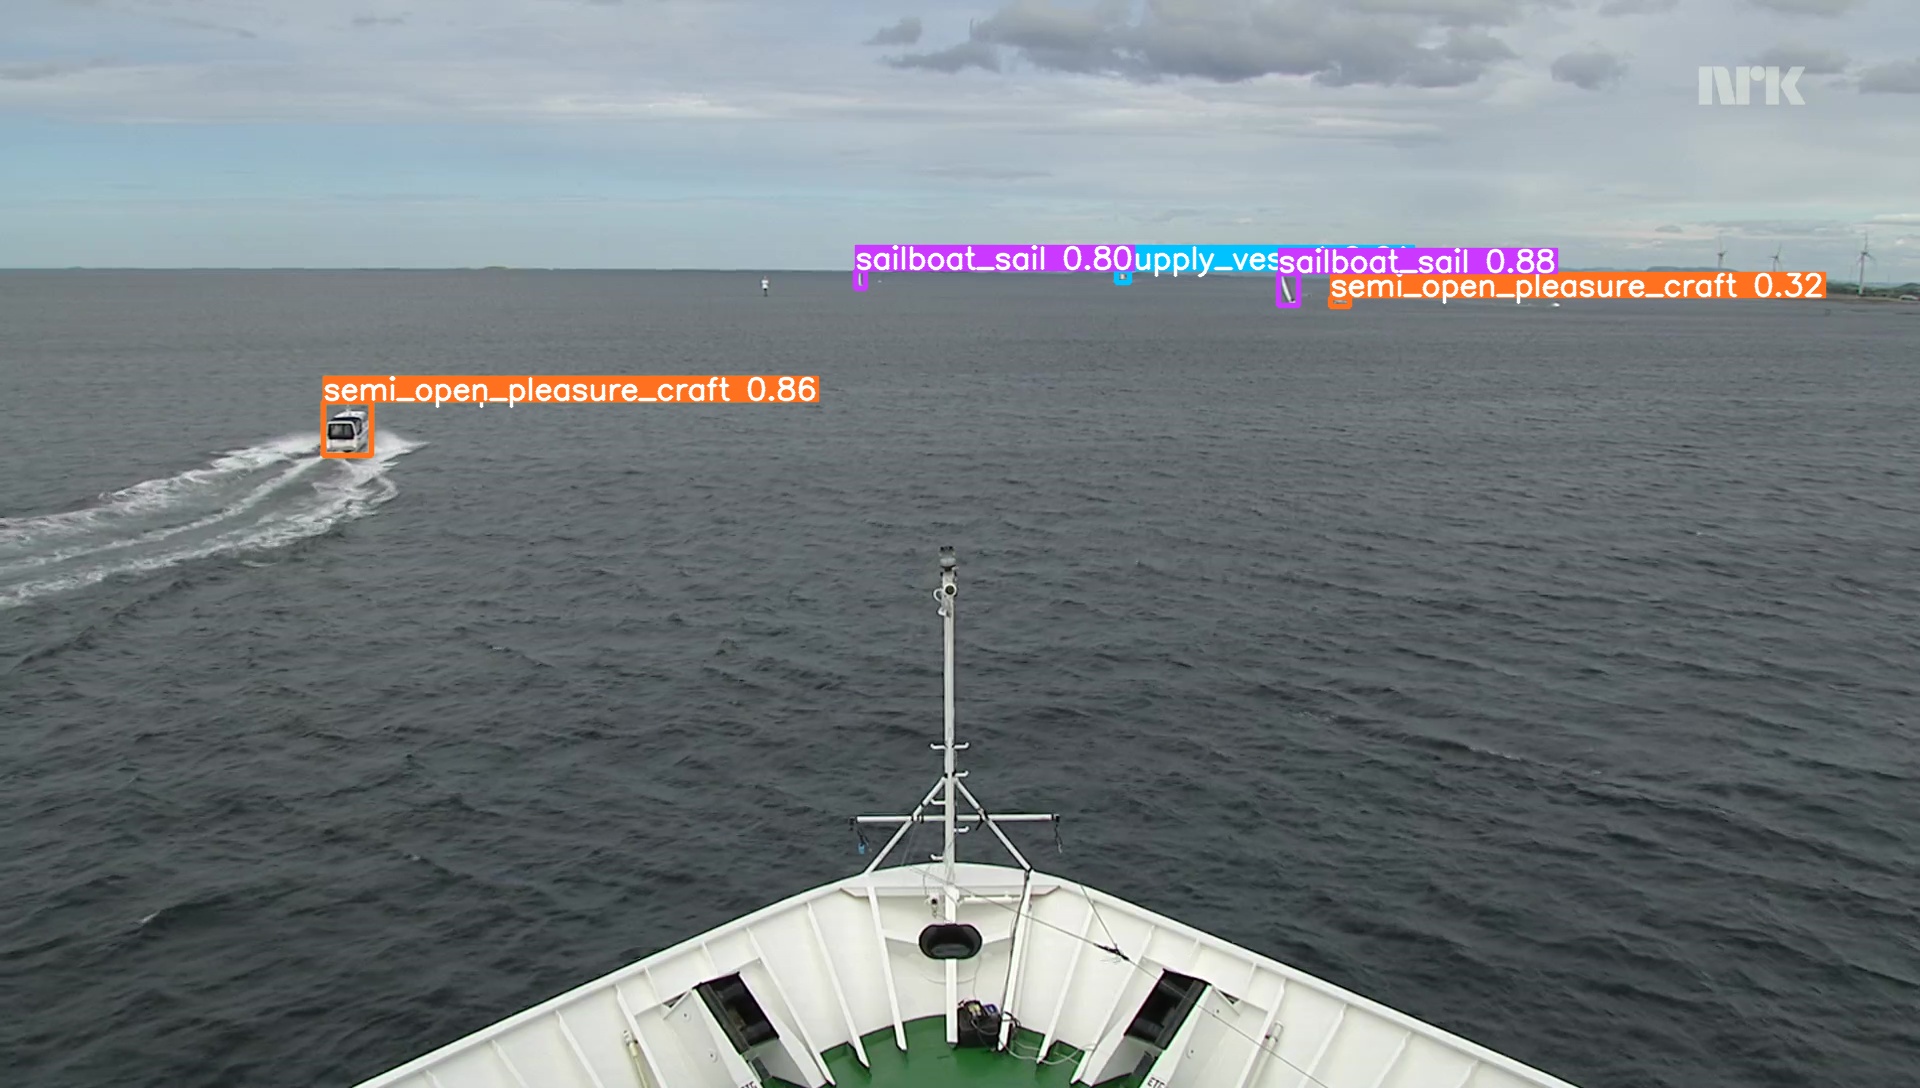 nrk
sailboat_sail 0.80
upply_ves
sailboat_sail 0.88
semi_open_pleasure_craft 0.32
semi_open_pleasure_craft 0.86